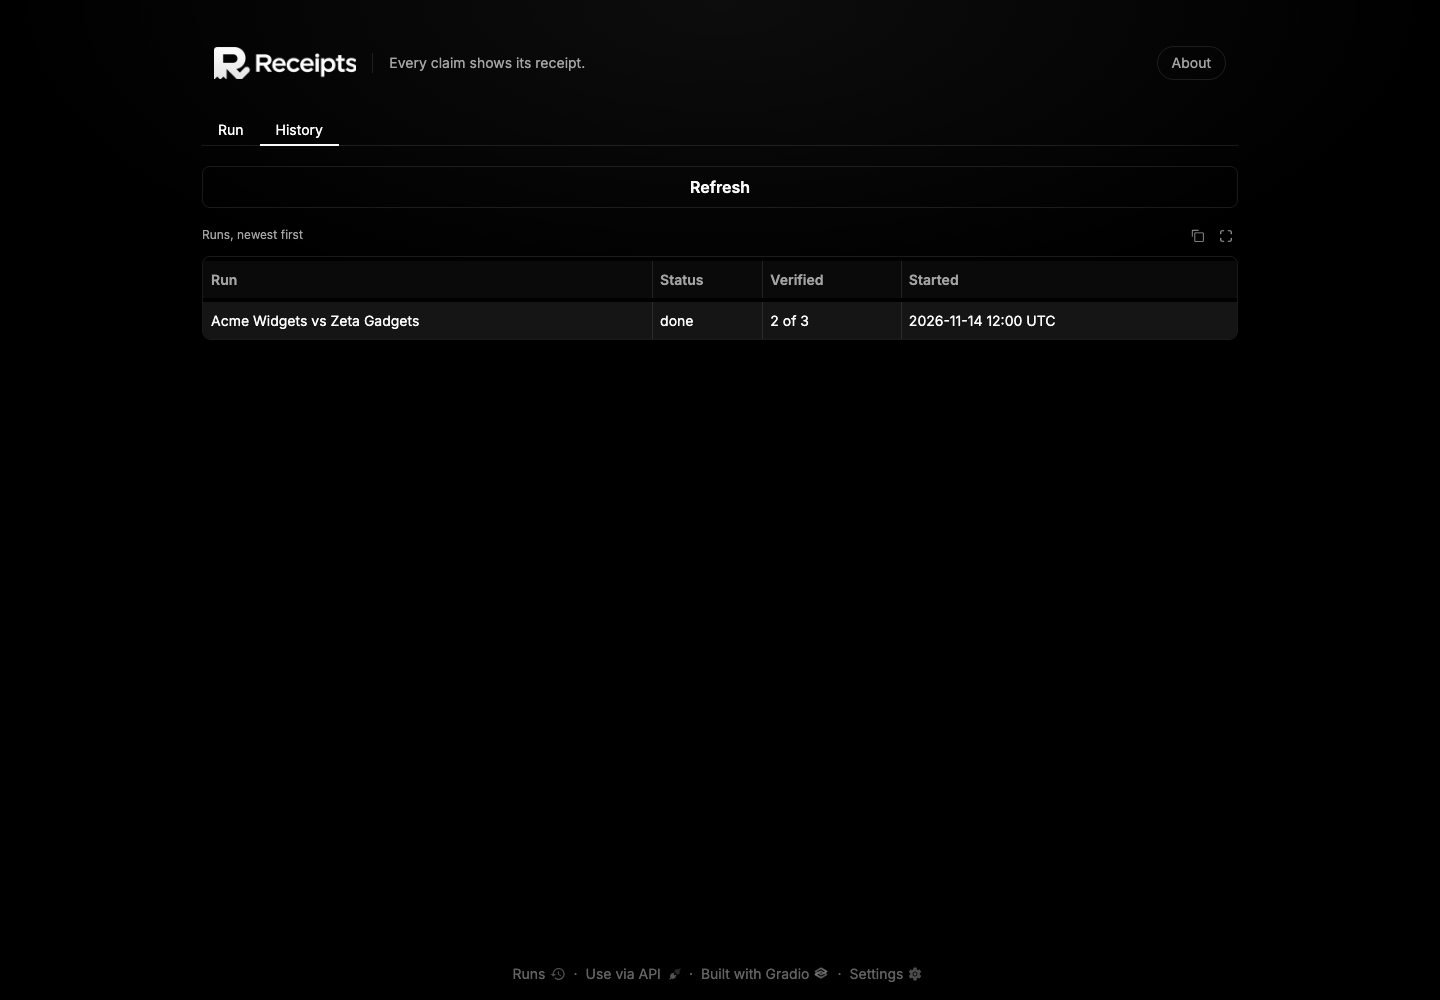 Receipts
Every claim shows its receipt.
About
Run
History
Refresh
Runs, newest first
Run Status Verified Started
Acme Widgets vs Zeta Gadgets done 2 of 3 2026-11-14 12:00 UTC
Runs · Use via API · Built with Gradio · Settings